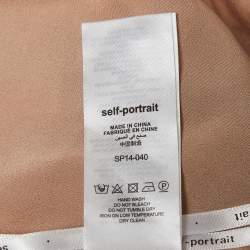 self-portrait
MADE IN CHINA
FABRIQUÉ EN CHINE
صنع في الصين
中国制造
SP14-040
HAND WASH
DO NOT BLEACH
DO NOT TUMBLE DRY
IRON ON LOW TEMPERATURE
DRY CLEAN
portrait